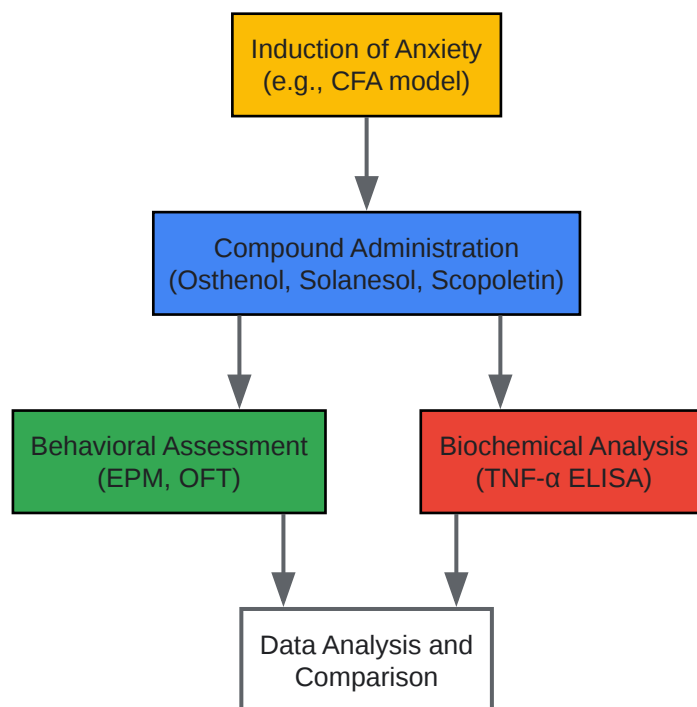 Induction of Anxiety
(e.g., CFA model)
Compound Administration
(Osthenol, Solanesol, Scopoletin)
Behavioral Assessment
(EPM, OFT)
Biochemical Analysis
(TNF-α ELISA)
Data Analysis and
Comparison